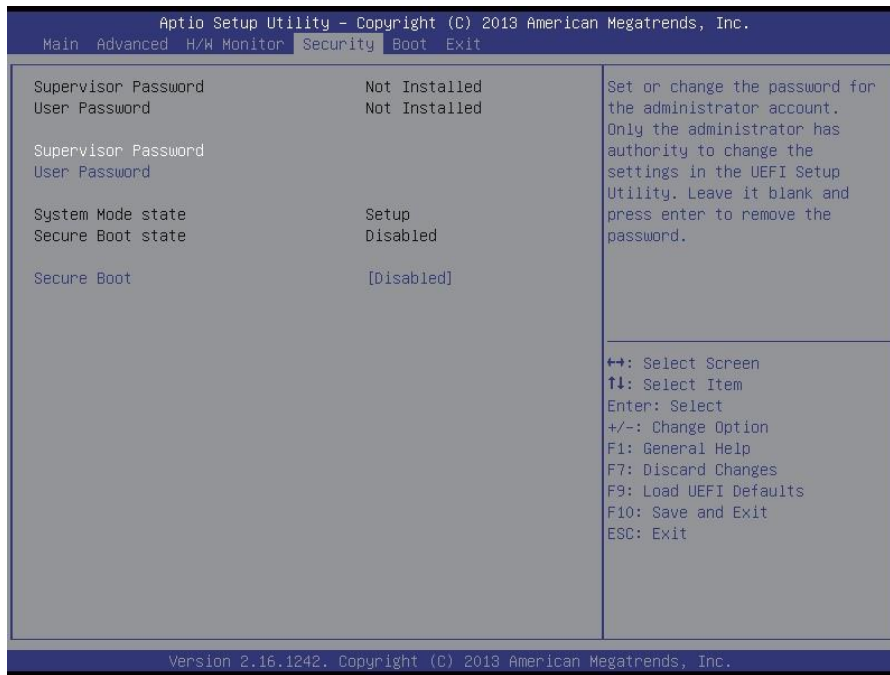 Aptio Setup Utility – Copyright (C) 2013 American Megatrends, Inc.
Main Advanced H/W Monitor Security Boot Exit
Supervisor Password Not Installed
User Password Not Installed
Supervisor Password
User Password
System Mode state Setup
Secure Boot state Disabled
Secure Boot [Disabled]
Set or change the password for
the administrator account.
Only the administrator has
authority to change the
settings in the UEFI Setup
Utility. Leave it blank and
press enter to remove the
password.
↔: Select Screen
↑↓: Select Item
Enter: Select
+/-: Change Option
F1: General Help
F7: Discard Changes
F9: Load UEFI Defaults
F10: Save and Exit
ESC: Exit
Version 2.16.1242. Copyright (C) 2013 American Megatrends, Inc.